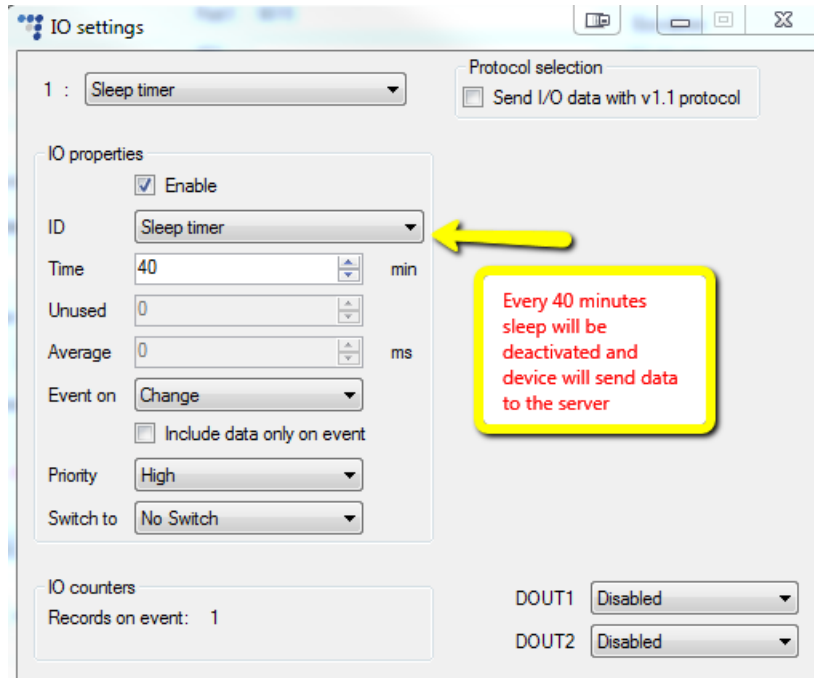 IO settings
1 : Sleep timer
Protocol selection
Send I/O data with v1.1 protocol
IO properties
Enable
ID Sleep timer
Time 40 min
Unused 0
Average 0 ms
Event on Change
Include data only on event
Priority High
Switch to No Switch
Every 40 minutes
sleep will be
deactivated and
device will send data
to the server
IO counters
Records on event: 1
DOUT1 Disabled
DOUT2 Disabled